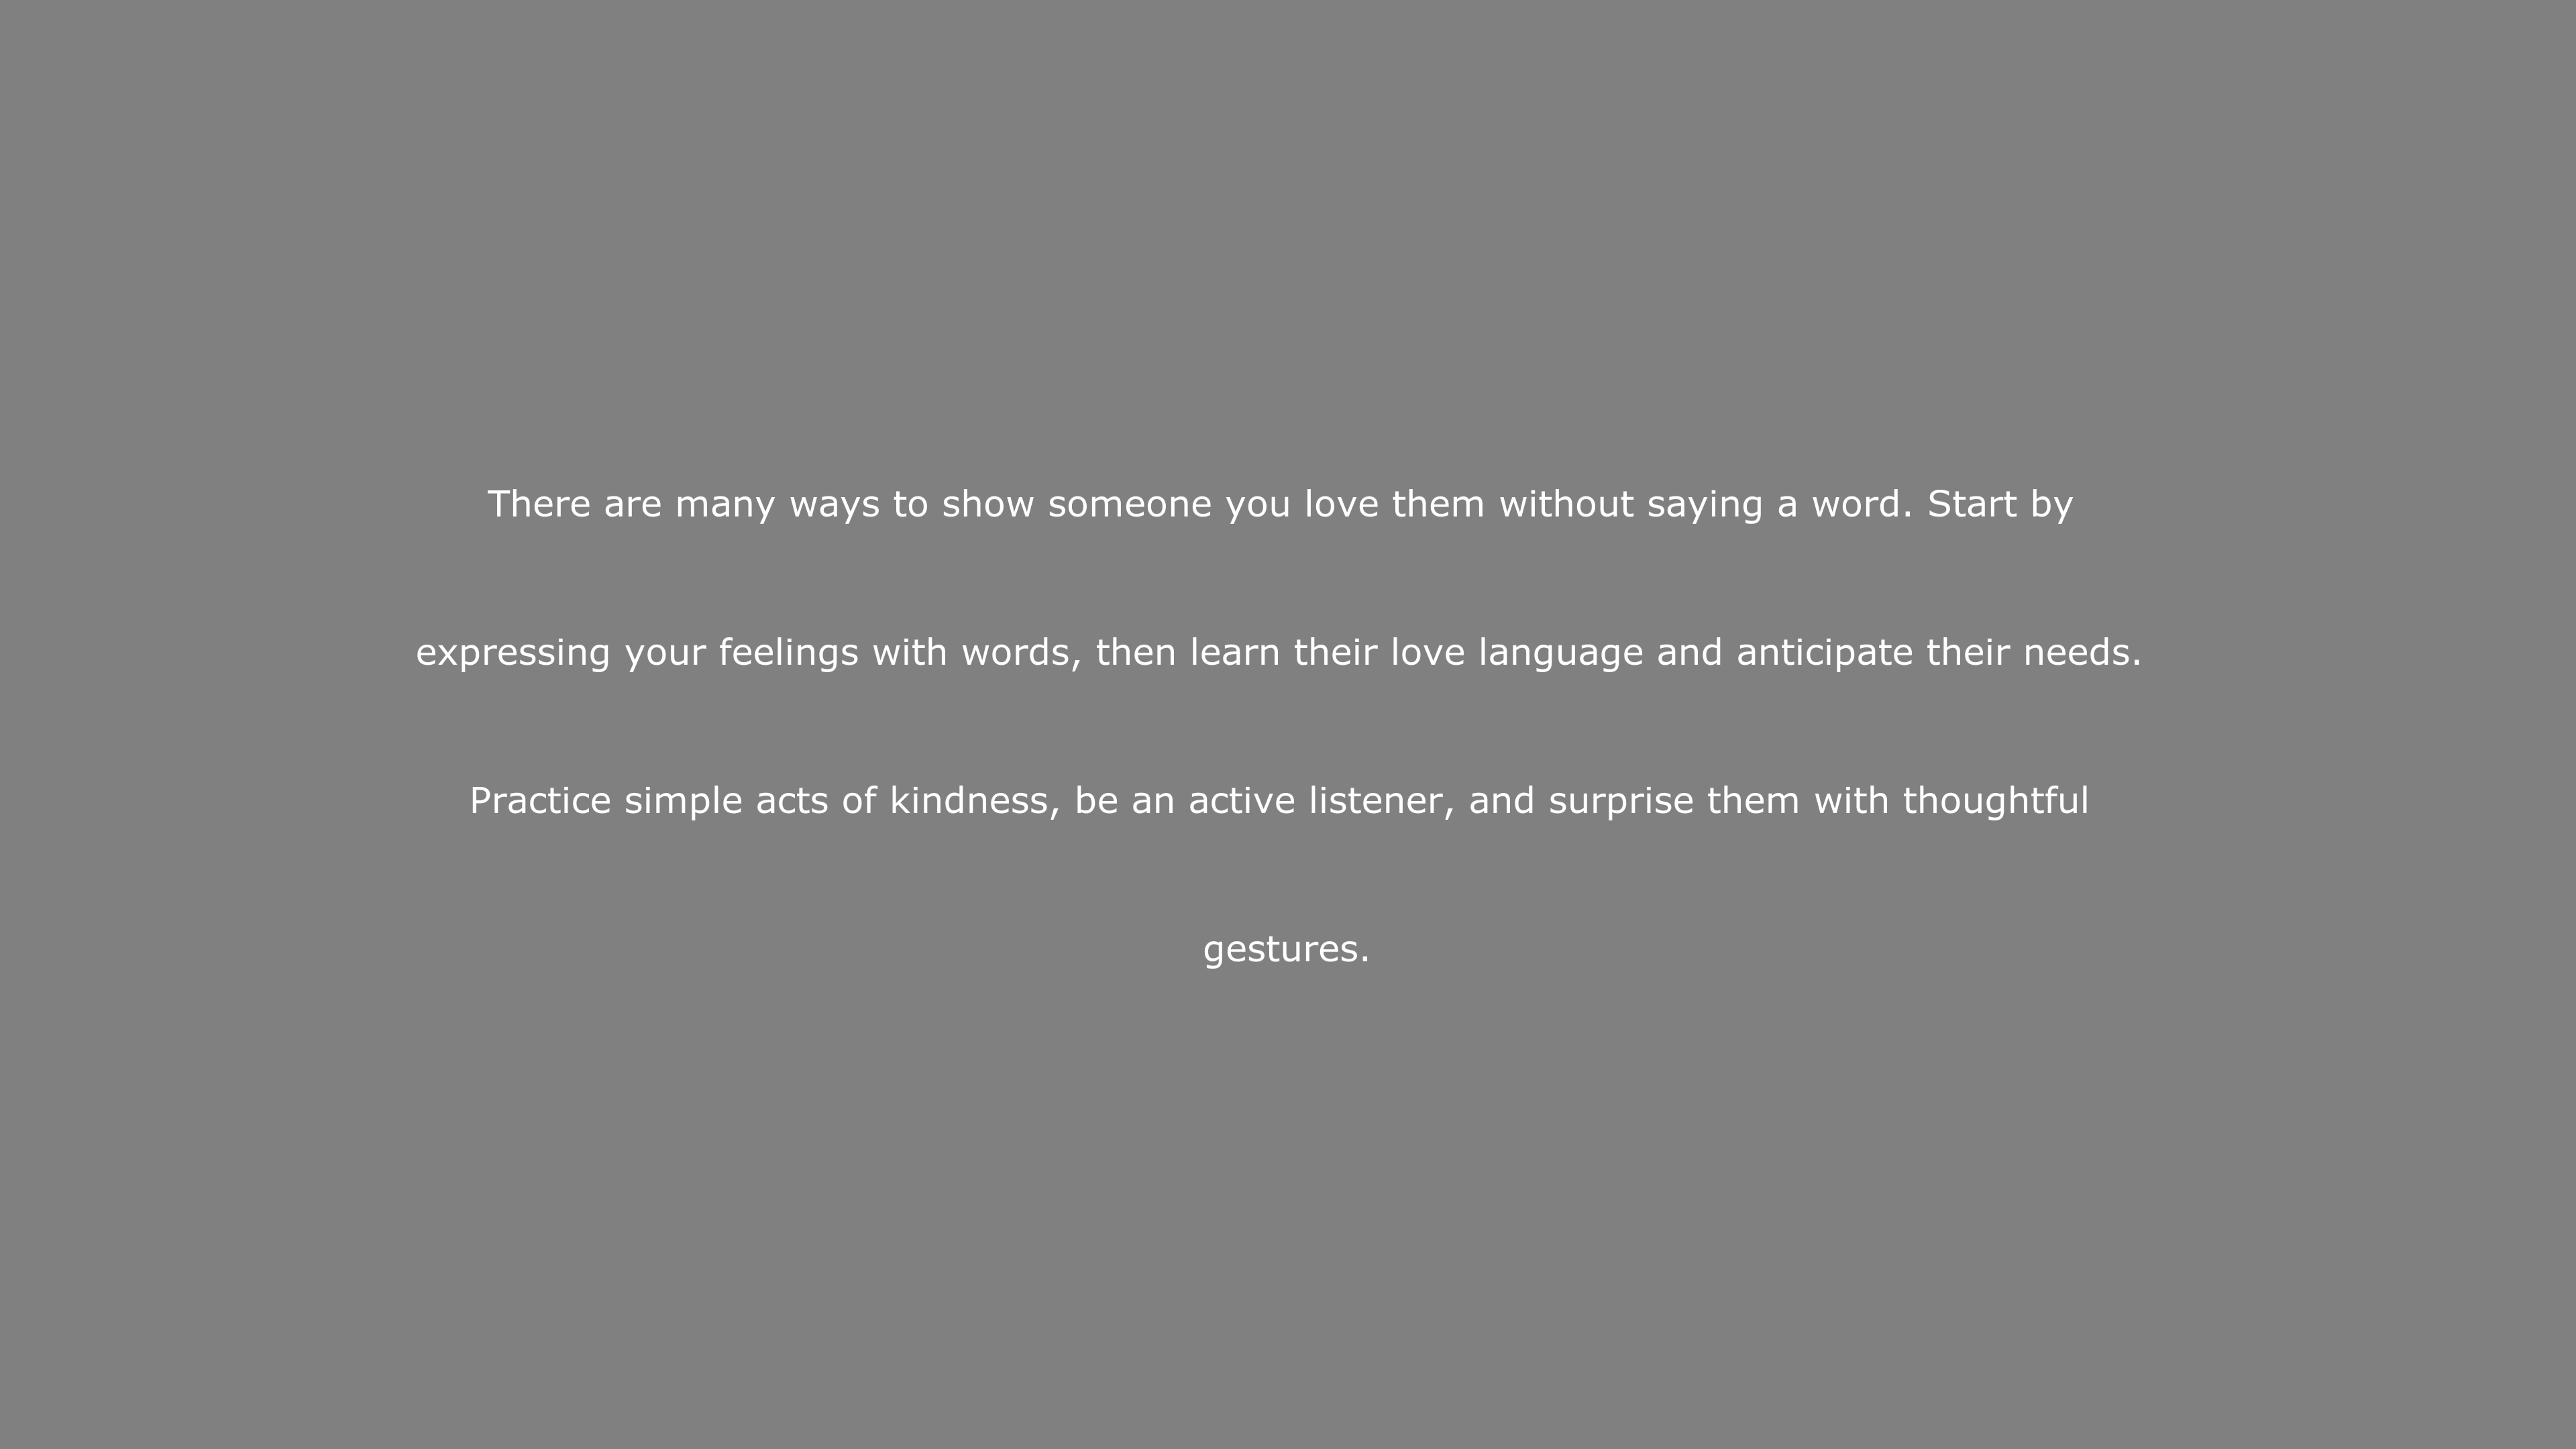 There are many ways to show someone you love them without saying a word. Start by
expressing your feelings with words, then learn their love language and anticipate their needs.
Practice simple acts of kindness, be an active listener, and surprise them with thoughtful
gestures.